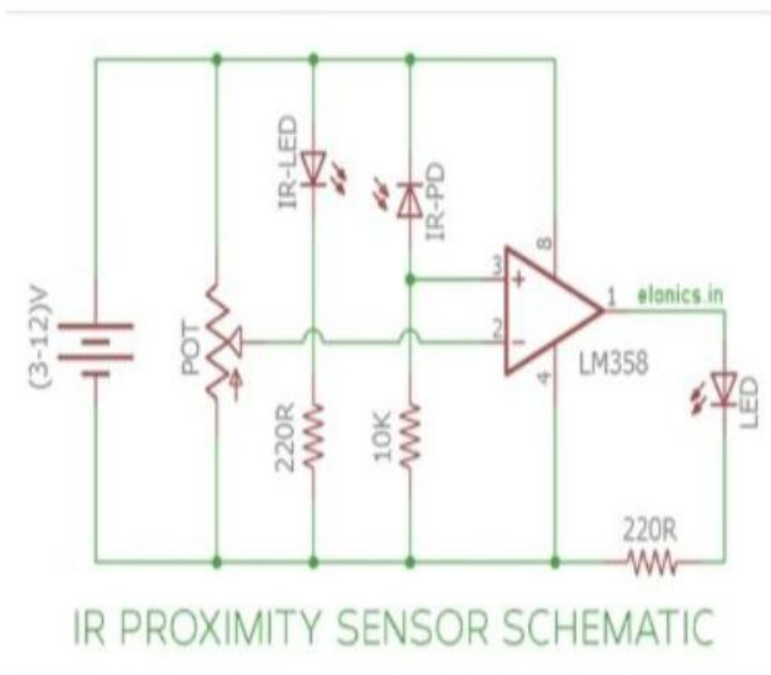 IR-LED
IR-PD
8
3
+
1 elonics.in
(3-12)V
POT
2
-
LM358
4
LED
220R
10K
220R
IR PROXIMITY SENSOR SCHEMATIC